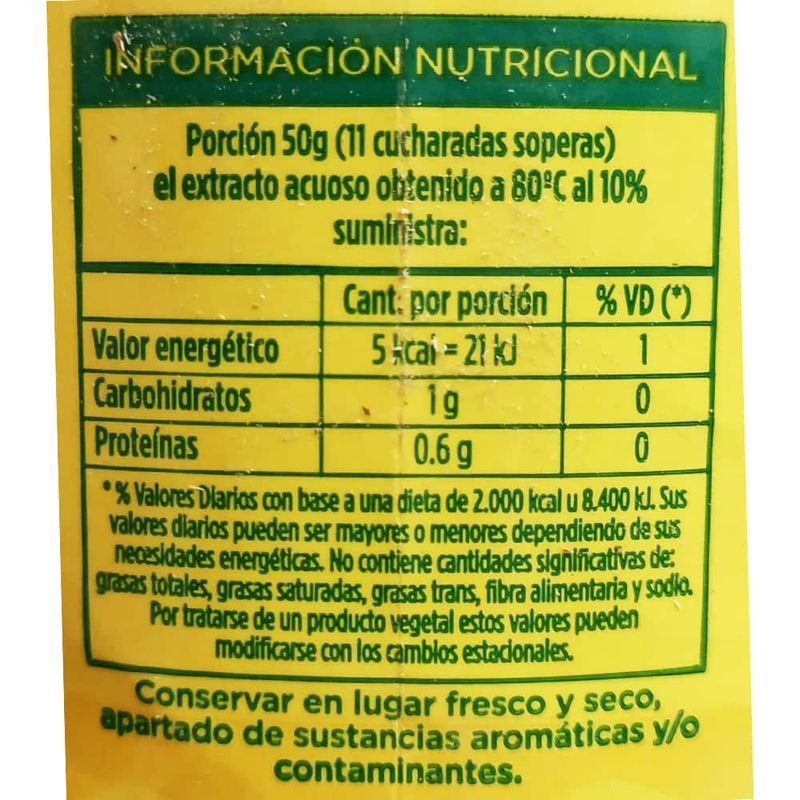 INFORMACIÓN NUTRICIONAL
Porción 50g (11 cucharadas soperas)
el extracto acuoso obtenido a 80ºC al 10%
suministra:
Cant. por porción % VD (*)
Valor energético 5 kcal = 21 kJ 1
Carbohidratos 1 g 0
Proteínas 0.6 g 0
* % Valores Diarios con base a una dieta de 2.000 kcal u 8.400 kJ. Sus
valores diarios pueden ser mayores o menores dependiendo de sus
necesidades energéticas. No contiene cantidades significativas de:
grasas totales, grasas saturadas, grasas trans, fibra alimentaria y sodio.
Por tratarse de un producto vegetal estos valores pueden
modificarse con los cambios estacionales.
Conservar en lugar fresco y seco,
apartado de sustancias aromáticas y/o
contaminantes.